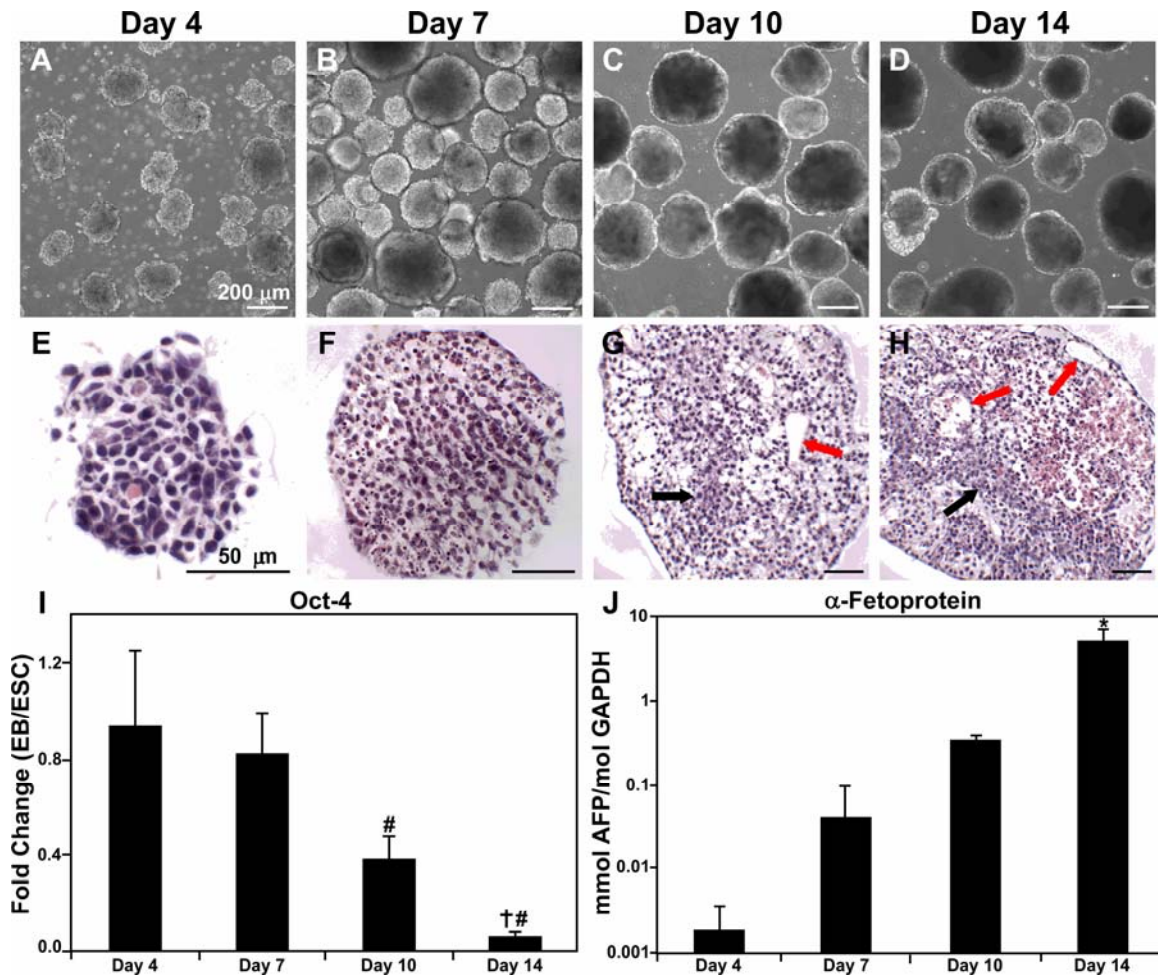 Day 4 Day 7 Day 10 Day 14
A B C D
200 μm
E F G H
50 μm
I Oct-4 J α-Fetoprotein
Fold Change (EB/ESC)
1.2
0.8
0.4
0.0
#
†#
Day 4 Day 7 Day 10 Day 14
mmol AFP/mol GAPDH
10
1
0.1
0.01
0.001
*
Day 4 Day 7 Day 10 Day 14